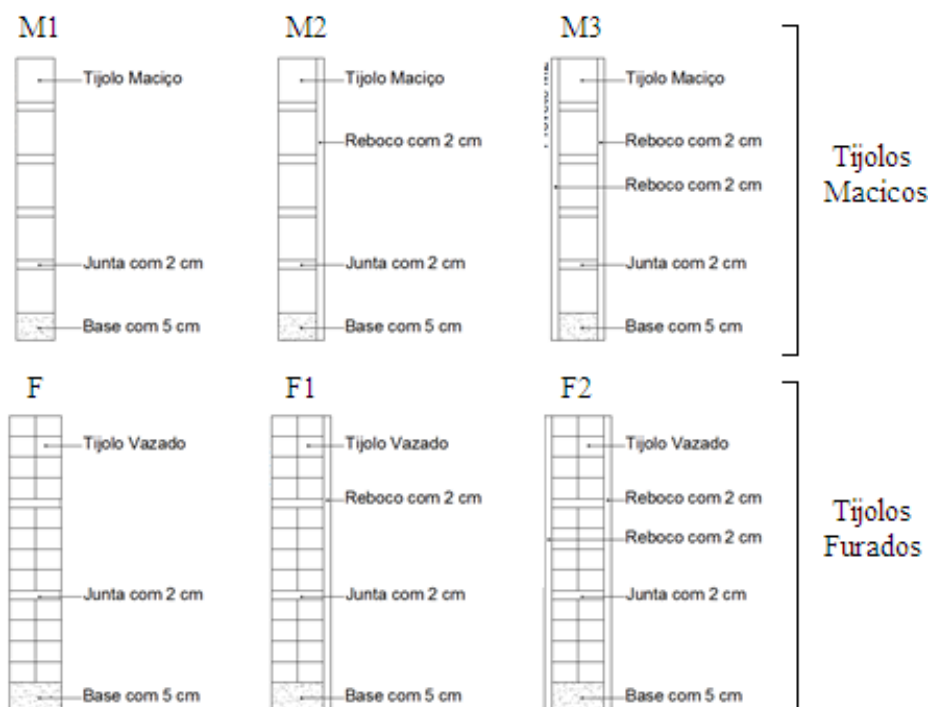 M1
M2
M3
Tijolo Maciço
Tijolo Maciço
Tijolo Maciço
Reboco com 2 cm
Reboco com 2 cm
Reboco com 2 cm
Tijolos
Macicos
Junta com 2 cm
Junta com 2 cm
Junta com 2 cm
Base com 5 cm
Base com 5 cm
Base com 5 cm
F
F1
F2
Tijolo Vazado
Tijolo Vazado
Tijolo Vazado
Reboco com 2 cm
Reboco com 2 cm
Reboco com 2 cm
Tijolos
Furados
Junta com 2 cm
Junta com 2 cm
Junta com 2 cm
Base com 5 cm
Base com 5 cm
Base com 5 cm